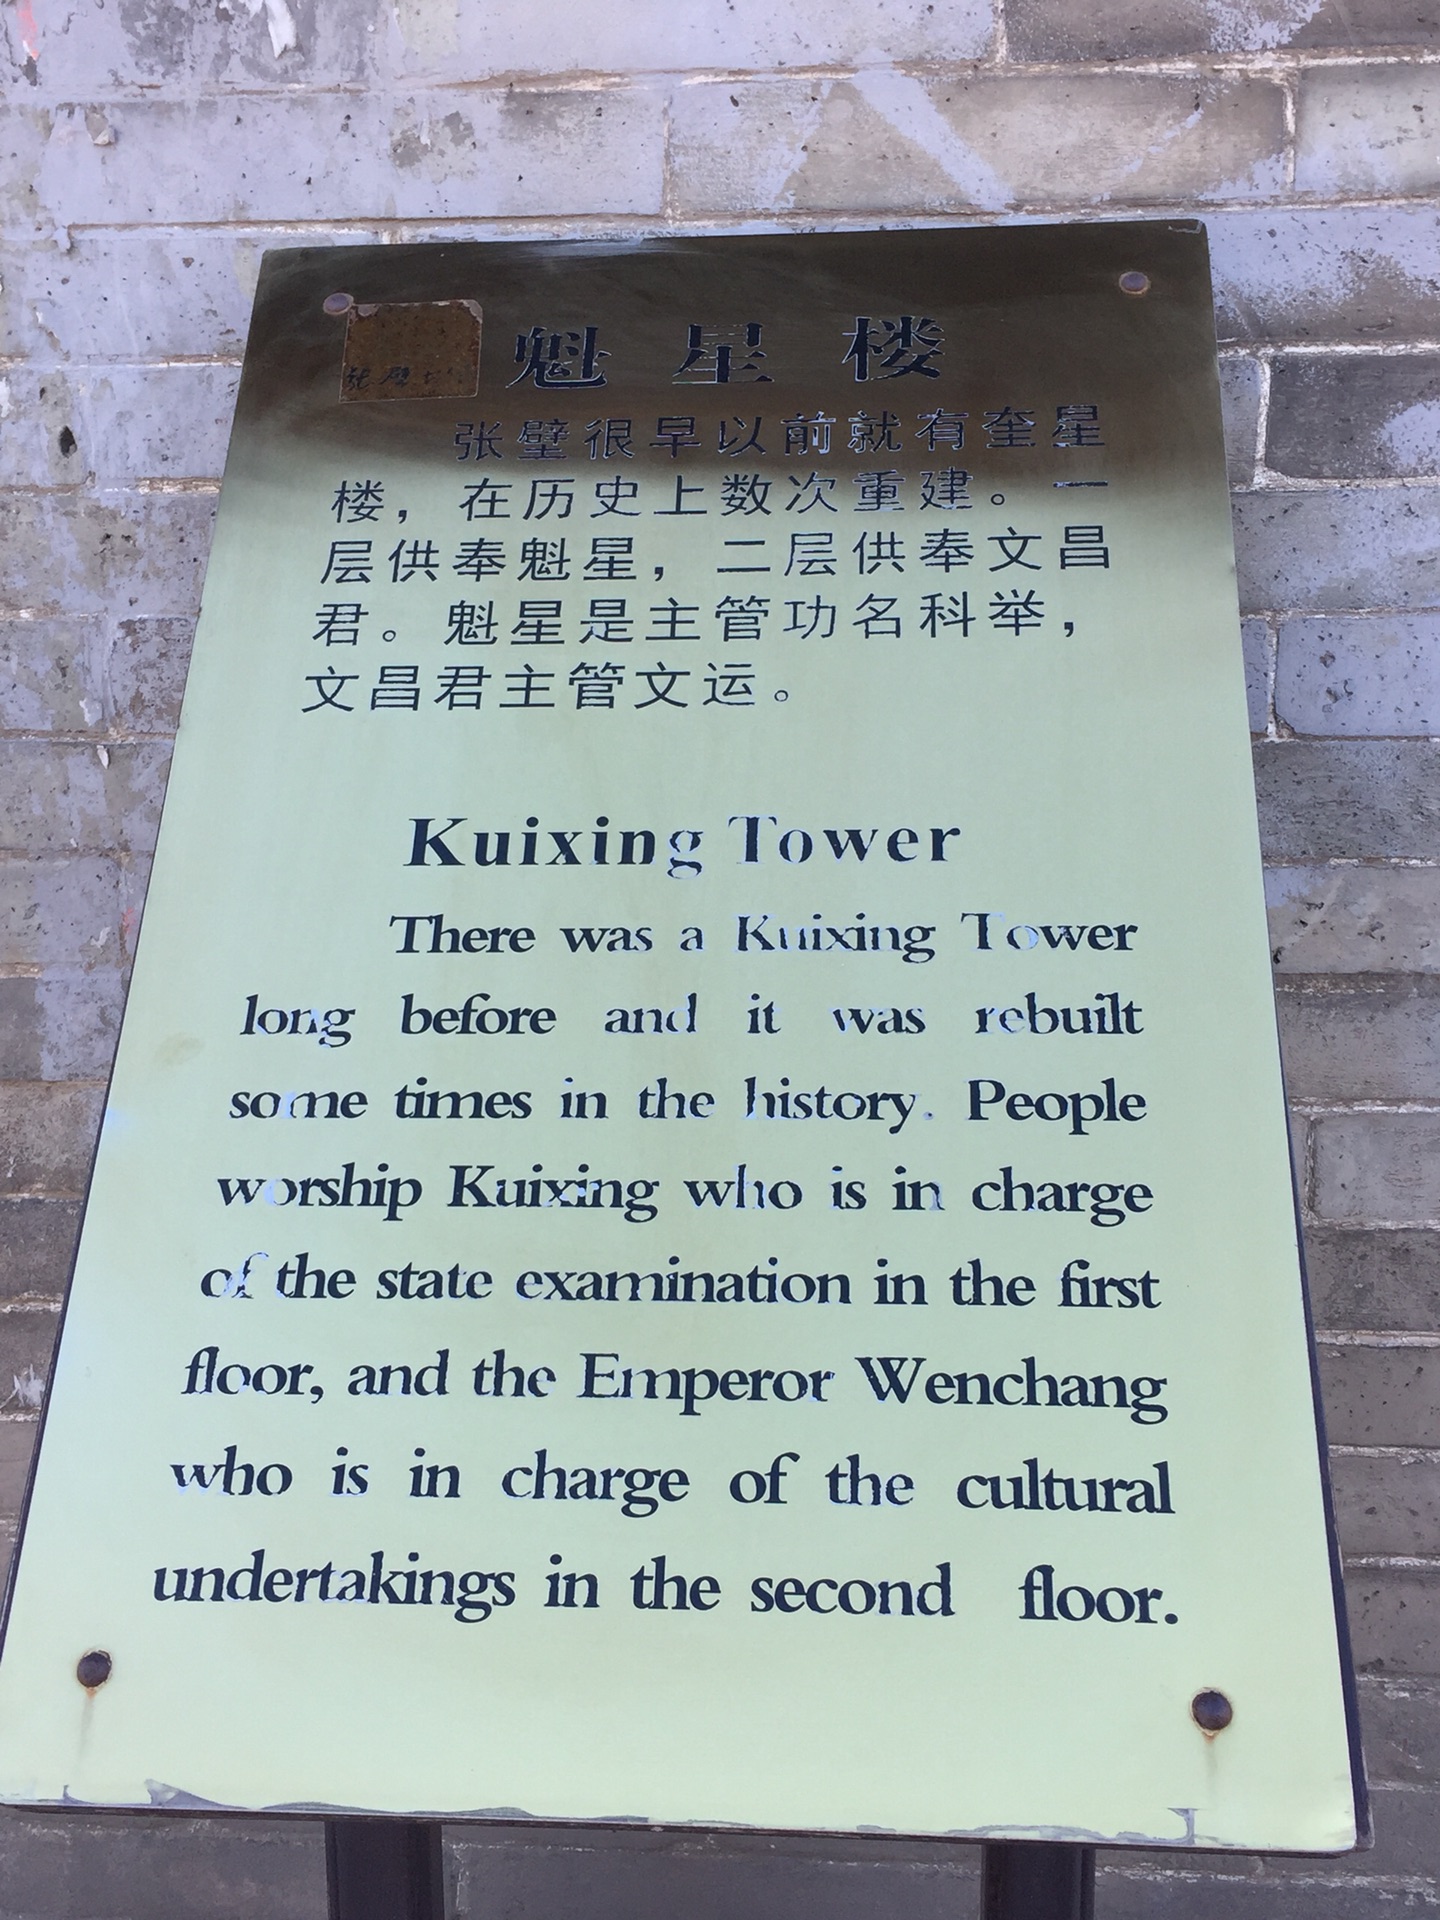 魁星楼
张壁
张壁很早以前就有奎星
楼，在历史上数次重建。一
层供奉魁星，二层供奉文昌
君。魁星是主管功名科举，
文昌君主管文运。
Kuixing Tower
There was a Kuixing Tower
long before and it was rebuilt
some times in the history. People
worship Kuixing who is in charge
of the state examination in the first
floor, and the Emperor Wenchang
who is in charge of the cultural
undertakings in the second floor.